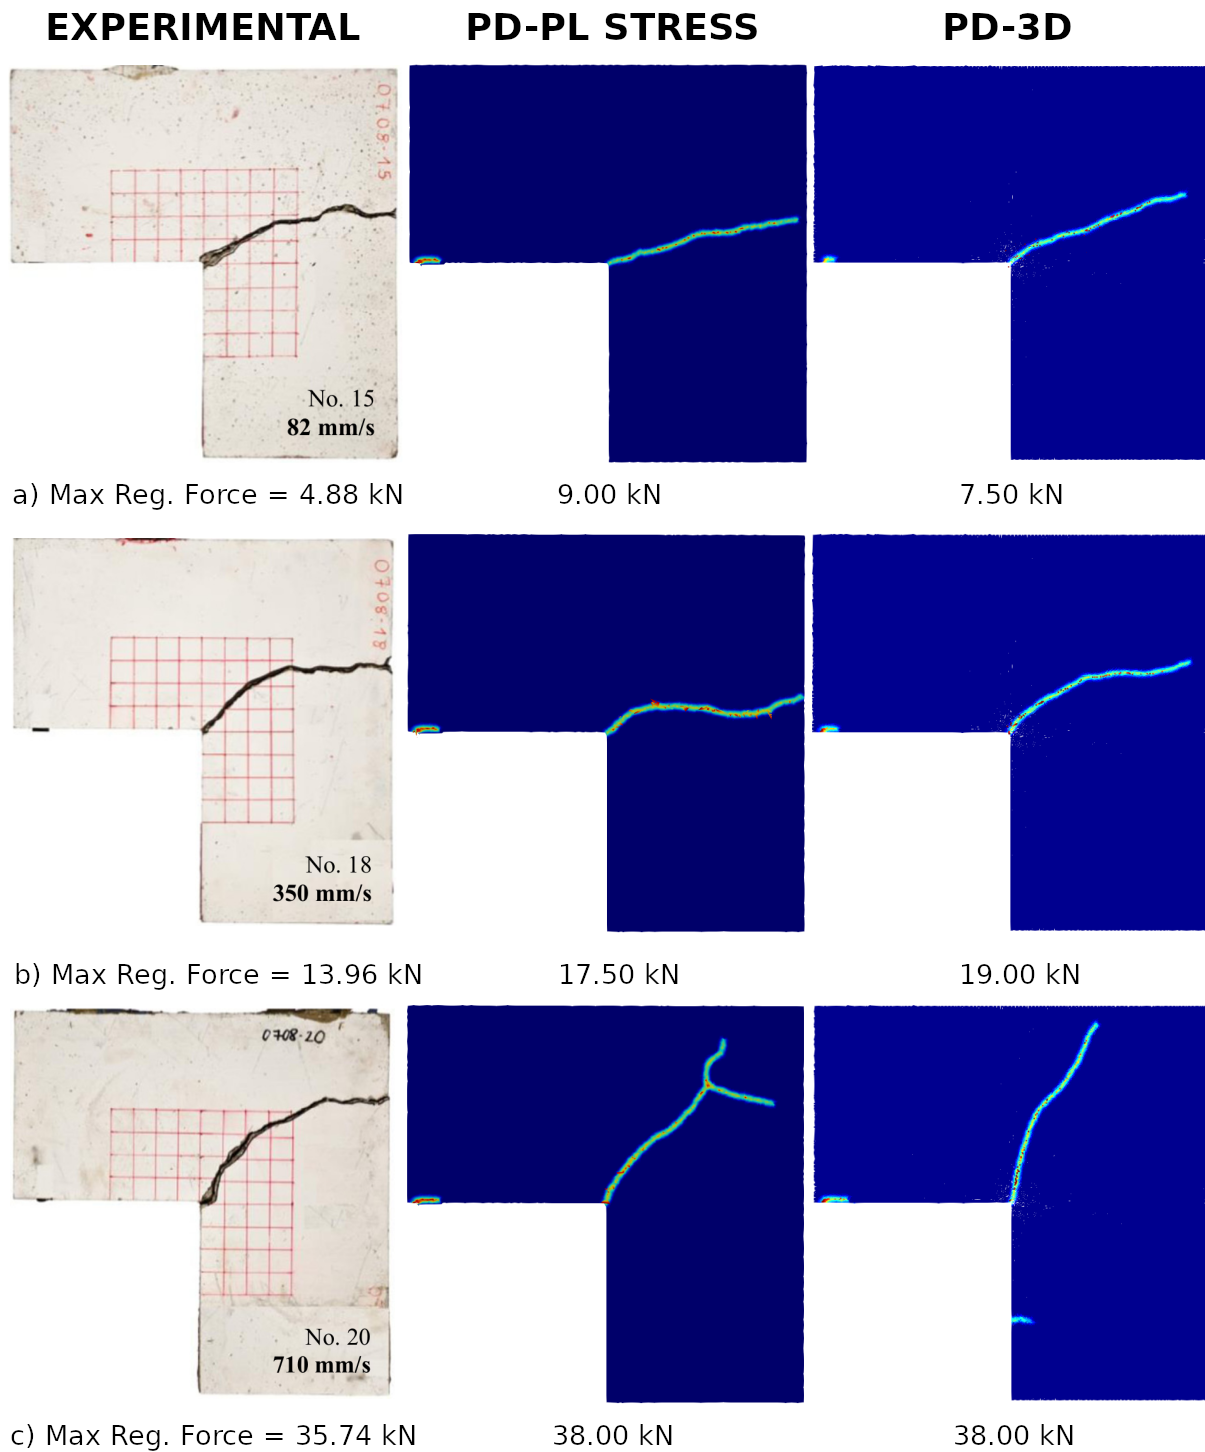 EXPERIMENTAL PD-PL STRESS PD-3D
0708-15
No. 15
82 mm/s
a) Max Reg. Force = 4.88 kN 9.00 kN 7.50 kN
0708-18
No. 18
350 mm/s
b) Max Reg. Force = 13.96 kN 17.50 kN 19.00 kN
0708-20
No. 20
710 mm/s
c) Max Reg. Force = 35.74 kN 38.00 kN 38.00 kN